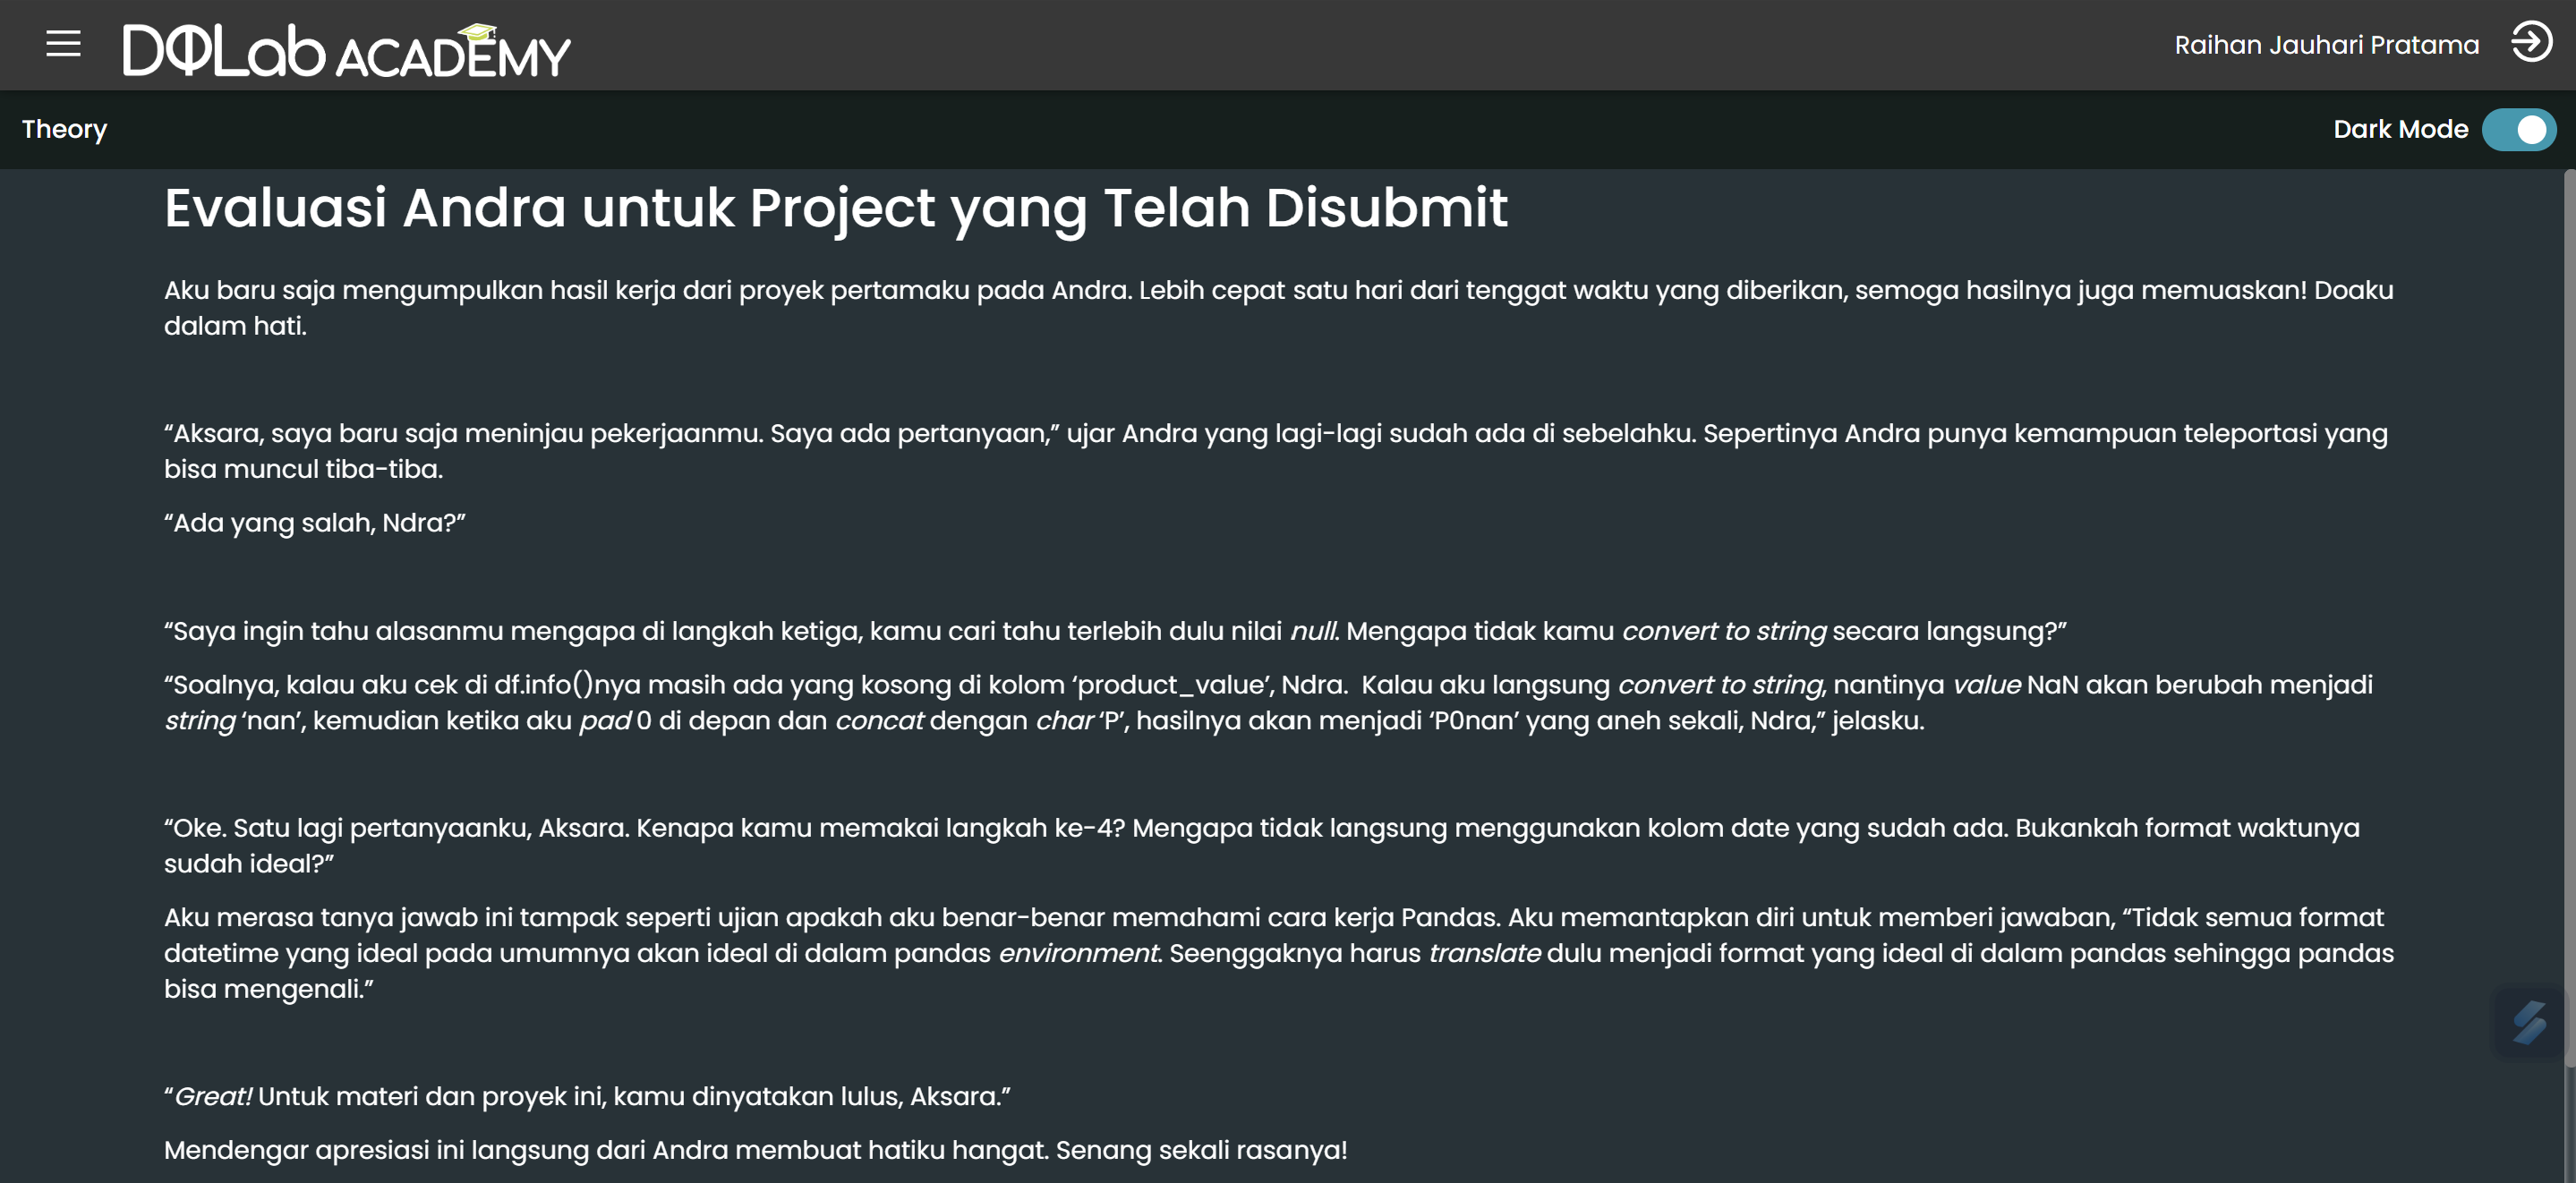 DQLab ACADEMY
Raihan Jauhari Pratama
Theory
Dark Mode
Evaluasi Andra untuk Project yang Telah Disubmit
Aku baru saja mengumpulkan hasil kerja dari proyek pertamaku pada Andra. Lebih cepat satu hari dari tenggat waktu yang diberikan, semoga hasilnya juga memuaskan! Doaku
dalam hati.
“Aksara, saya baru saja meninjau pekerjaanmu. Saya ada pertanyaan,” ujar Andra yang lagi-lagi sudah ada di sebelahku. Sepertinya Andra punya kemampuan teleportasi yang
bisa muncul tiba-tiba.
“Ada yang salah, Ndra?”
“Saya ingin tahu alasanmu mengapa di langkah ketiga, kamu cari tahu terlebih dulu nilai null. Mengapa tidak kamu convert to string secara langsung?”
“Soalnya, kalau aku cek di df.info()nya masih ada yang kosong di kolom ‘product_value’, Ndra.  Kalau aku langsung convert to string, nantinya value NaN akan berubah menjadi
string ‘nan’, kemudian ketika aku pad 0 di depan dan concat dengan char ‘P’, hasilnya akan menjadi ‘P0nan’ yang aneh sekali, Ndra,” jelasku.
“Oke. Satu lagi pertanyaanku, Aksara. Kenapa kamu memakai langkah ke-4? Mengapa tidak langsung menggunakan kolom date yang sudah ada. Bukankah format waktunya
sudah ideal?”
Aku merasa tanya jawab ini tampak seperti ujian apakah aku benar-benar memahami cara kerja Pandas. Aku memantapkan diri untuk memberi jawaban, “Tidak semua format
datetime yang ideal pada umumnya akan ideal di dalam pandas environment. Seenggaknya harus translate dulu menjadi format yang ideal di dalam pandas sehingga pandas
bisa mengenali.”
“Great! Untuk materi dan proyek ini, kamu dinyatakan lulus, Aksara.”
Mendengar apresiasi ini langsung dari Andra membuat hatiku hangat. Senang sekali rasanya!